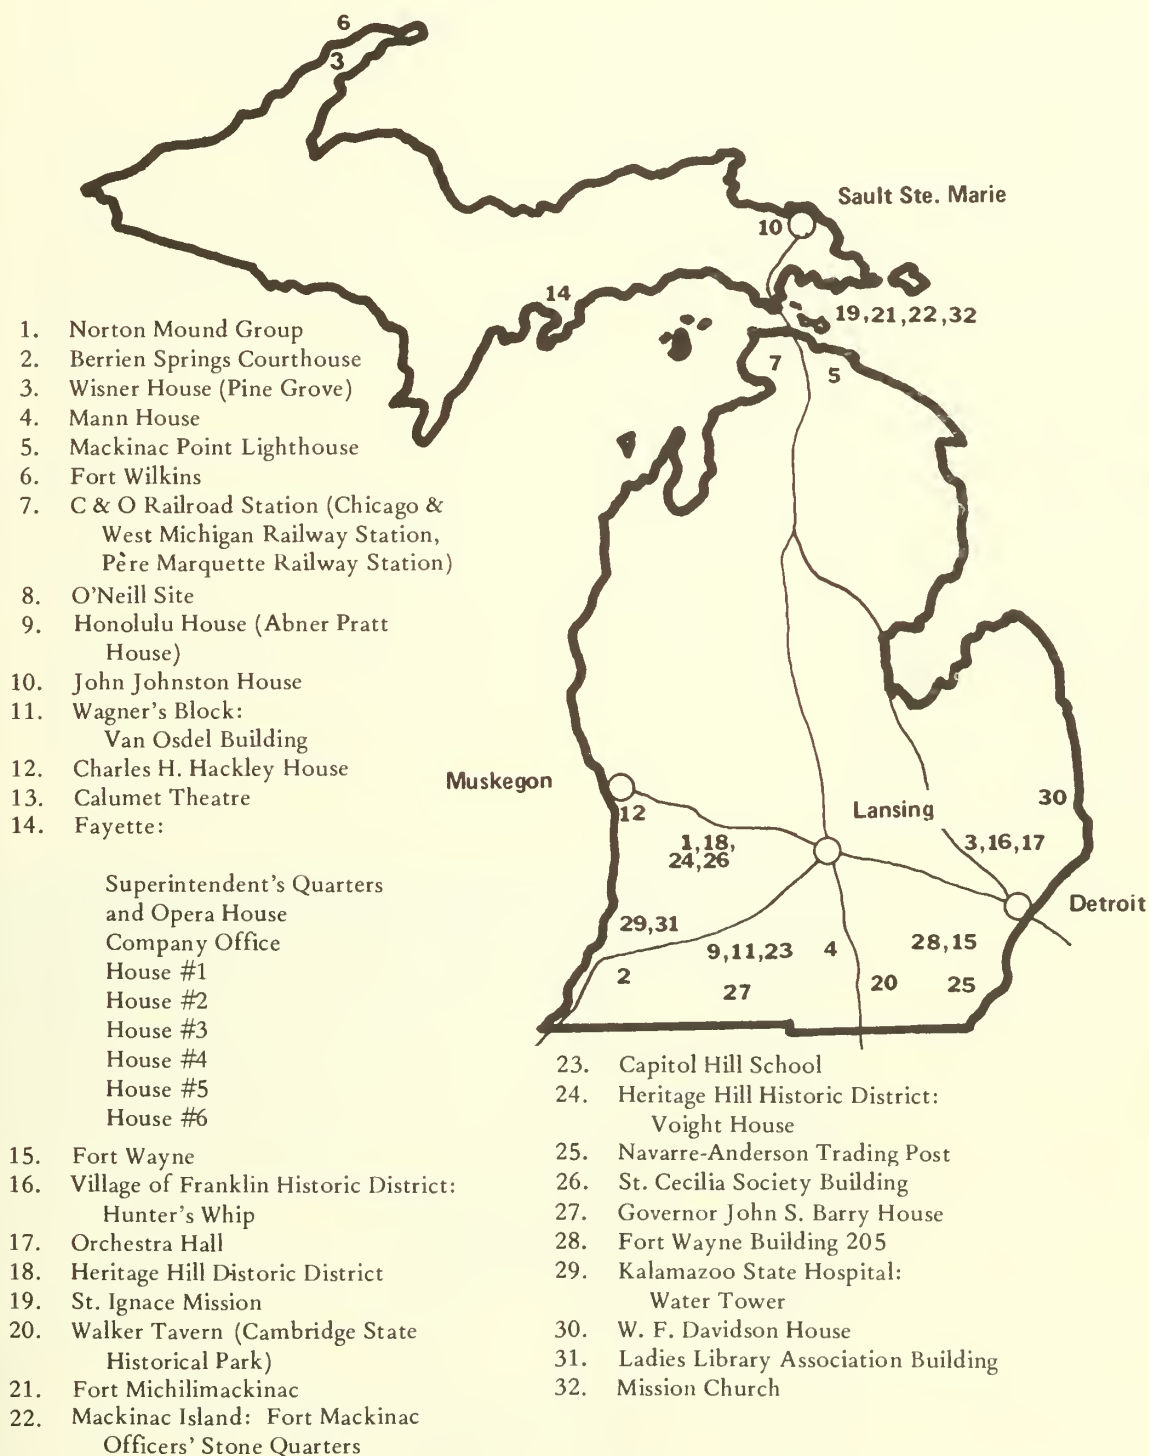 6
3
Sault Ste. Marie
10
14
19,21,22,32
7
5
1. Norton Mound Group
2. Berrien Springs Courthouse
3. Wisner House (Pine Grove)
4. Mann House
5. Mackinac Point Lighthouse
6. Fort Wilkins
7. C & O Railroad Station (Chicago &
West Michigan Railway Station,
Père Marquette Railway Station)
8. O'Neill Site
9. Honolulu House (Abner Pratt
House)
10. John Johnston House
11. Wagner's Block:
Van Osdel Building
12. Charles H. Hackley House
13. Calumet Theatre
14. Fayette:
Superintendent's Quarters
and Opera House
Company Office
House #1
House #2
House #3
House #4
House #5
House #6
15. Fort Wayne
16. Village of Franklin Historic District:
Hunter's Whip
17. Orchestra Hall
18. Heritage Hill Distoric District
19. St. Ignace Mission
20. Walker Tavern (Cambridge State
Historical Park)
21. Fort Michilimackinac
22. Mackinac Island: Fort Mackinac
Officers' Stone Quarters
Muskegon
12
Lansing
30
1,18,
24,26
3,16,17
Detroit
29,31
9,11,23
4
28,15
2
27
20
25
23. Capitol Hill School
24. Heritage Hill Historic District:
Voight House
25. Navarre-Anderson Trading Post
26. St. Cecilia Society Building
27. Governor John S. Barry House
28. Fort Wayne Building 205
29. Kalamazoo State Hospital:
Water Tower
30. W. F. Davidson House
31. Ladies Library Association Building
32. Mission Church